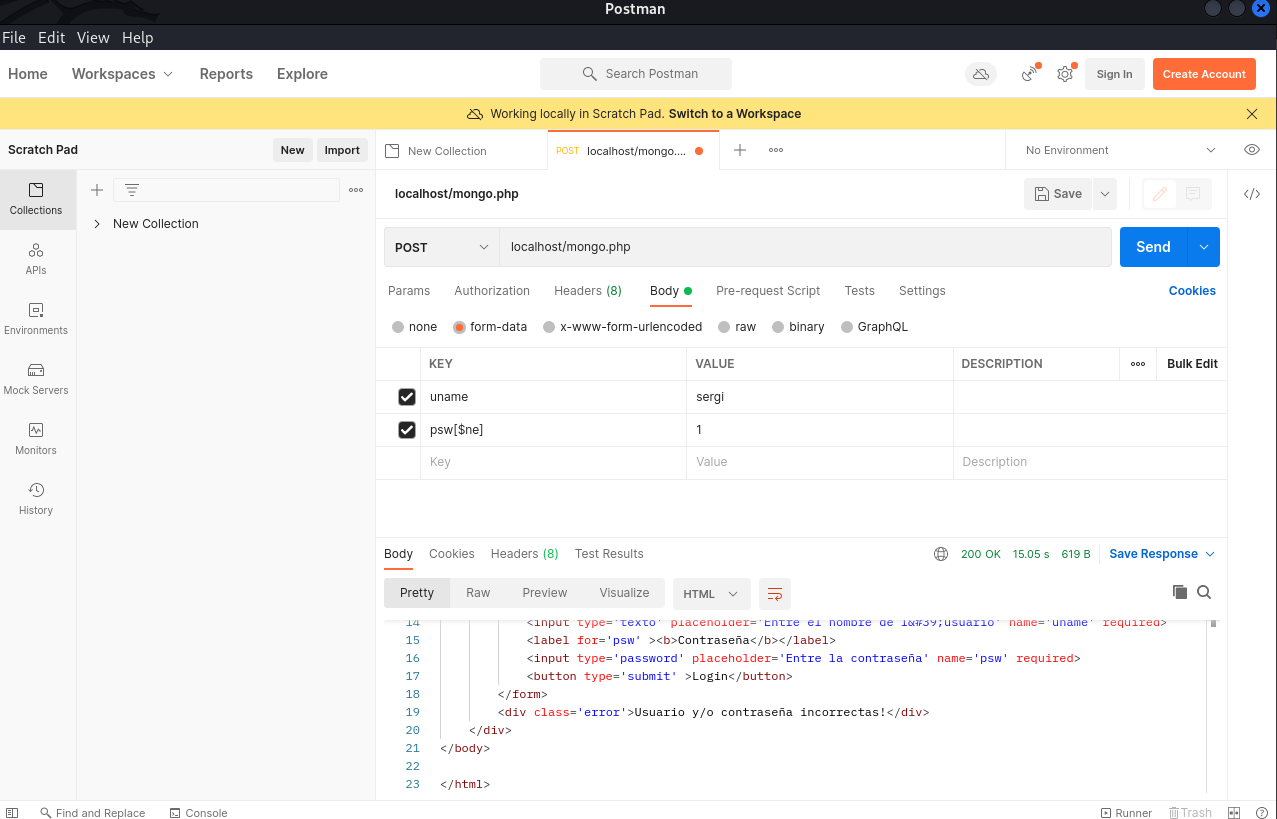 Postman
File Edit View Help
Home Workspaces Reports Explore Search Postman Sign In Create Account
Working locally in Scratch Pad. Switch to a Workspace
Scratch Pad New Import New Collection POST localhost/mongo.... No Environment
localhost/mongo.php Save
Collections New Collection
POST localhost/mongo.php Send
APIs
Params Authorization Headers (8) Body Pre-request Script Tests Settings Cookies
Environments none form-data x-www-form-urlencoded raw binary GraphQL
KEY VALUE DESCRIPTION Bulk Edit
Mock Servers uname sergi
psw[$ne] 1
Monitors Key Value Description
History
Body Cookies Headers (8) Test Results 200 OK 15.05 s 619 B Save Response
Pretty Raw Preview Visualize HTML
14 <input type='texto' placeholder='Entre el nombre de l&#39;usuario' name='uname' required>
15 <label for='psw' ><b>Contraseña</b></label>
16 <input type='password' placeholder='Entre la contraseña' name='psw' required>
17 <button type='submit' >Login</button>
18 </form>
19 <div class='error'>Usuario y/o contraseña incorrectas!</div>
20 </div>
21 </body>
22
23 </html>
Find and Replace Console Runner Trash